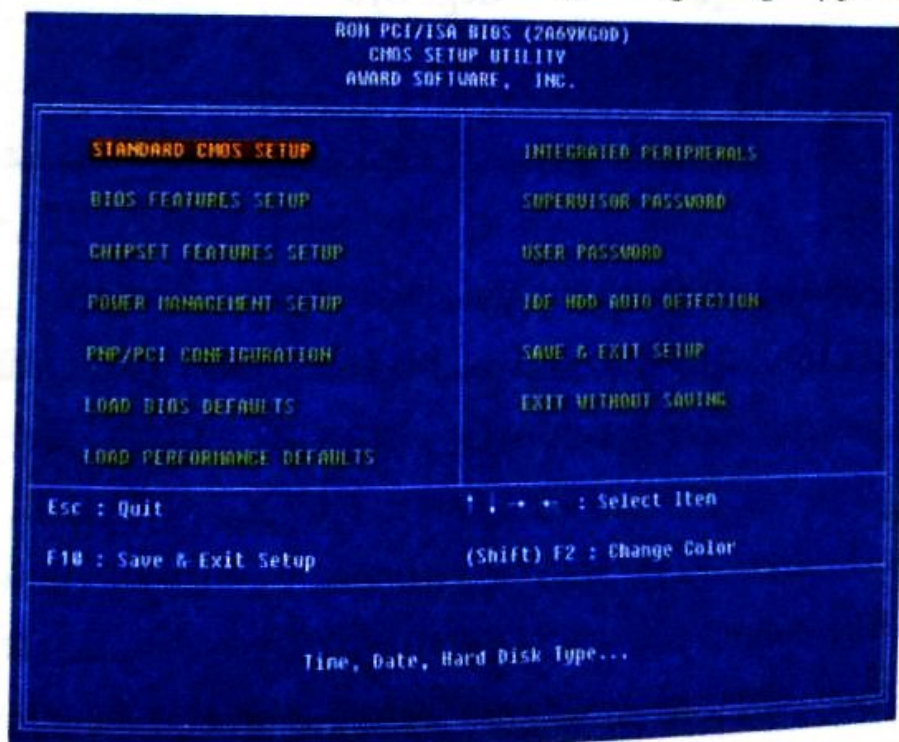 ROM PCI/ISA BIOS (2A69KG0D)
CMOS SETUP UTILITY
AWARD SOFTWARE, INC.
STANDARD CMOS SETUP
BIOS FEATURES SETUP
CHIPSET FEATURES SETUP
POWER MANAGEMENT SETUP
PNP/PCI CONFIGURATION
LOAD BIOS DEFAULTS
LOAD PERFORMANCE DEFAULTS
INTEGRATED PERIPHERALS
SUPERVISOR PASSWORD
USER PASSWORD
IDE HDD AUTO DETECTION
SAVE & EXIT SETUP
EXIT WITHOUT SAVING
Esc : Quit
↑ ↓ → ← : Select Item
F10 : Save & Exit Setup
(Shift) F2 : Change Color
Time, Date, Hard Disk Type...